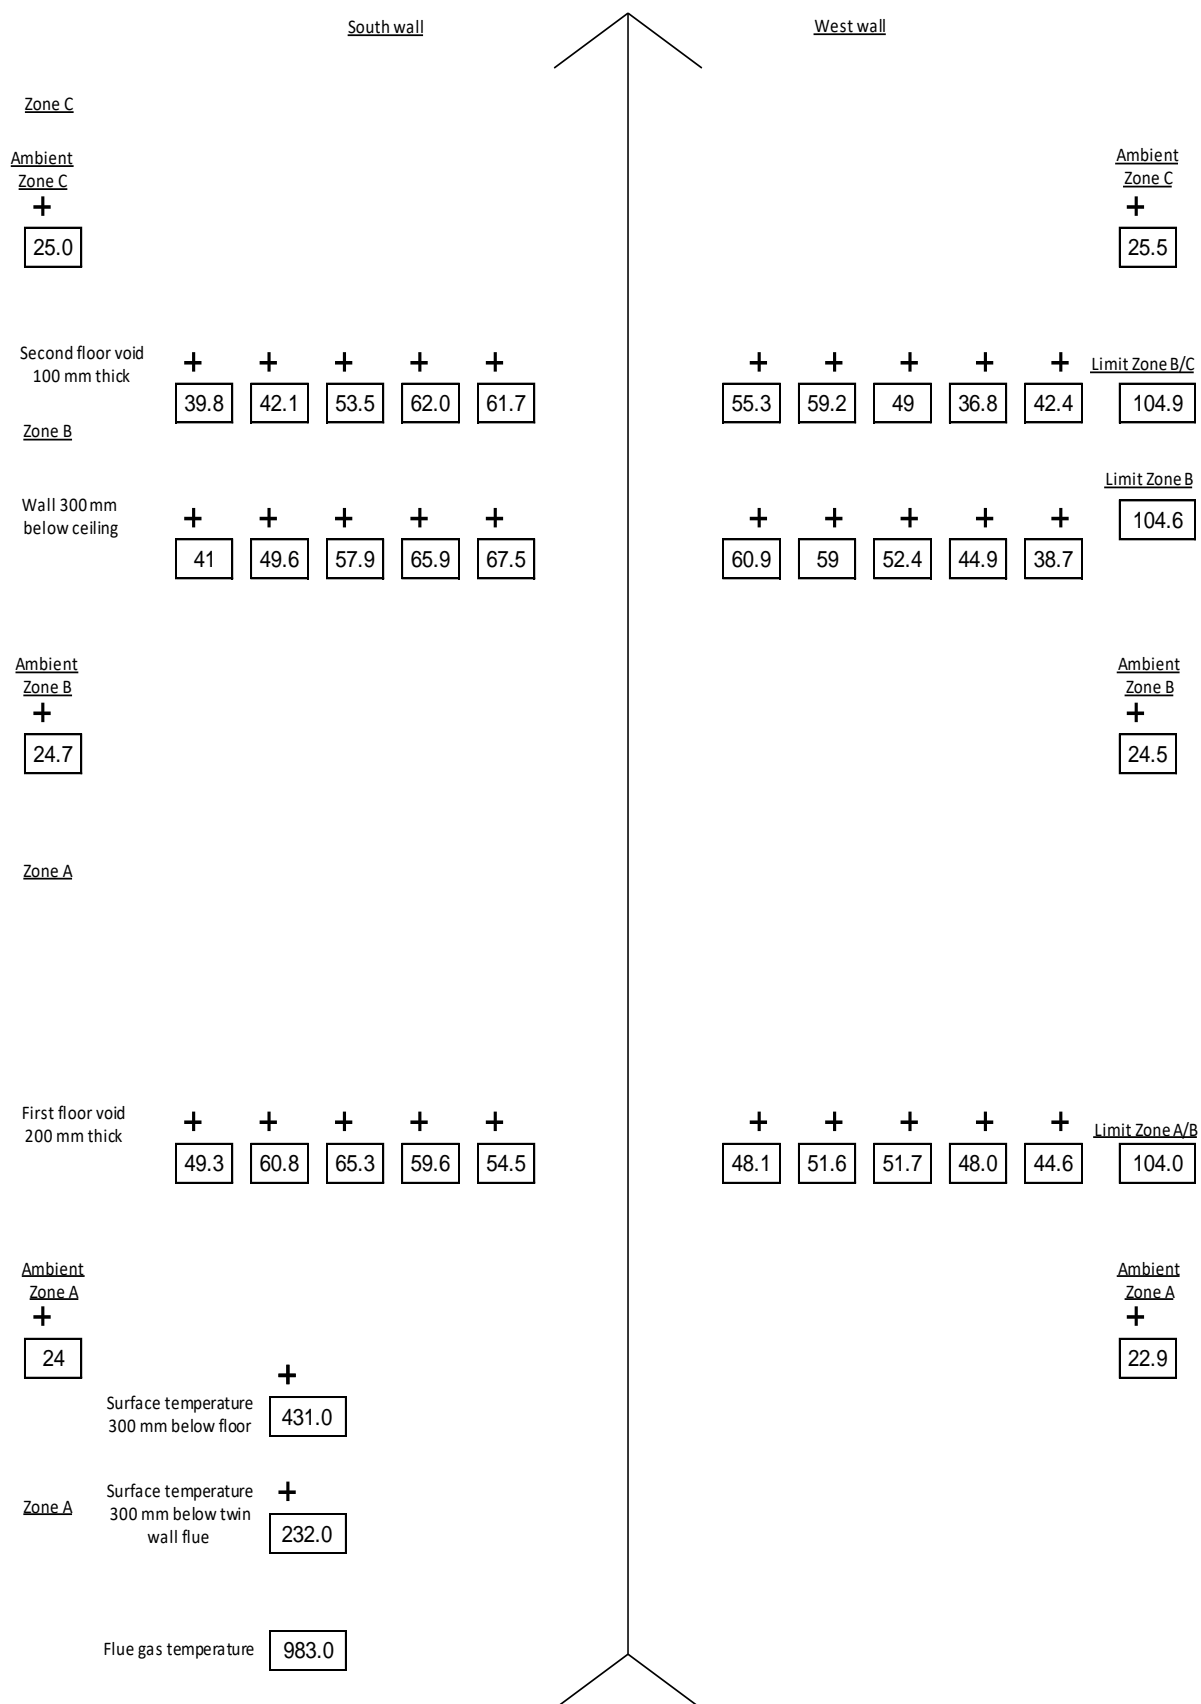 South wall
West wall
Zone C
Ambient
Zone C
+
25.0
Ambient
Zone C
+
25.5
Second floor void
100 mm thick
+ + + + +
39.8 42.1 53.5 62.0 61.7
+ + + + +
55.3 59.2 49 36.8 42.4
Limit Zone B/C
104.9
Zone B
Limit Zone B
104.6
Wall 300 mm
below ceiling
+ + + + +
41 49.6 57.9 65.9 67.5
+ + + + +
60.9 59 52.4 44.9 38.7
Ambient
Zone B
+
24.7
Ambient
Zone B
+
24.5
Zone A
First floor void
200 mm thick
+ + + + +
49.3 60.8 65.3 59.6 54.5
+ + + + +
48.1 51.6 51.7 48.0 44.6
Limit Zone A/B
104.0
Ambient
Zone A
+
24
Ambient
Zone A
+
22.9
+
Surface temperature
300 mm below floor
431.0
Zone A
+
Surface temperature
300 mm below twin
wall flue
232.0
Flue gas temperature
983.0